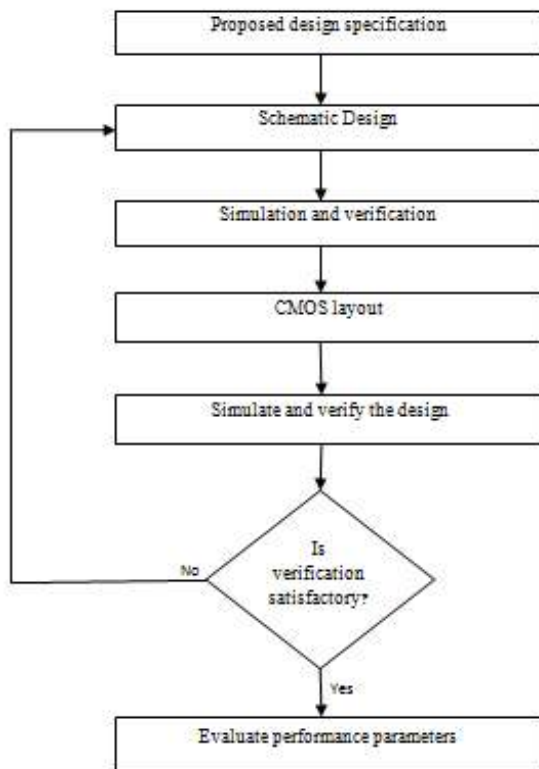 Proposed design specification
Schematic Design
Simulation and verification
CMOS layout
Simulate and verify the design
Is
verification
satisfactory?
No
Yes
Evaluate performance parameters